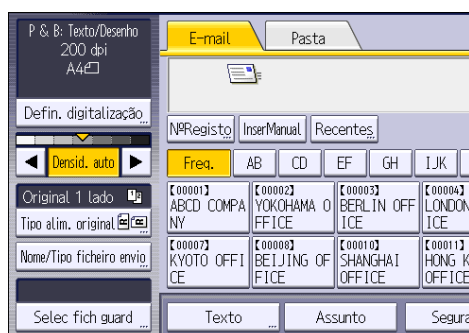 P & B: Texto/Desenho
200 dpi
A4
Defin. digitalização
Densid. auto
Original 1 lado
Tipo alim. original
Nome/Tipo ficheiro envio
Selec fich guard
E-mail
Pasta
NºRegisto
InserManual
Recentes
Freq.
AB
CD
EF
GH
IJK
[00001]
ABCD COMPA
NY
[00002]
YOKOHAMA O
FFICE
[00003]
BERLIN OFF
ICE
[00004]
LONDON
ICE
[00007]
KYOTO OFFI
CE
[00008]
BEIJING OF
FICE
[00010]
SHANGHAI
OFFICE
[00011]
HONG K
OFFICE
Texto
Assunto
Segura